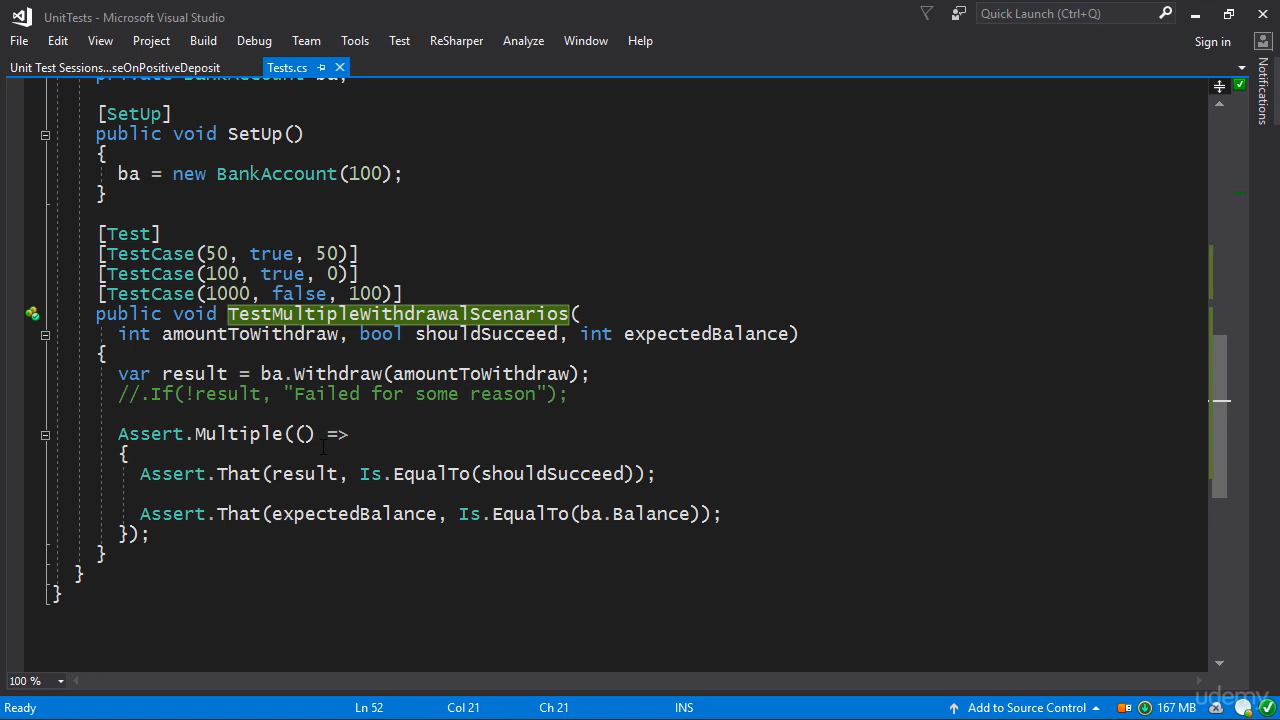 UnitTests - Microsoft Visual Studio
Quick Launch (Ctrl+Q)
File Edit View Project Build Debug Team Tools Test ReSharper Analyze Window Help
Sign in
Unit Test Sessions...seOnPositiveDeposit Tests.cs
Notifications
private BankAccount ba;
[SetUp]
public void SetUp()
{
ba = new BankAccount(100);
}
[Test]
[TestCase(50, true, 50)]
[TestCase(100, true, 0)]
[TestCase(1000, false, 100)]
public void TestMultipleWithdrawalScenarios(
int amountToWithdraw, bool shouldSucceed, int expectedBalance)
{
var result = ba.Withdraw(amountToWithdraw);
//.If(!result, "Failed for some reason");
Assert.Multiple(() =>
{
Assert.That(result, Is.EqualTo(shouldSucceed));
Assert.That(expectedBalance, Is.EqualTo(ba.Balance));
});
}
}
}
100 %
Ready Ln 52 Col 21 Ch 21 INS Add to Source Control 167 MB
udemy